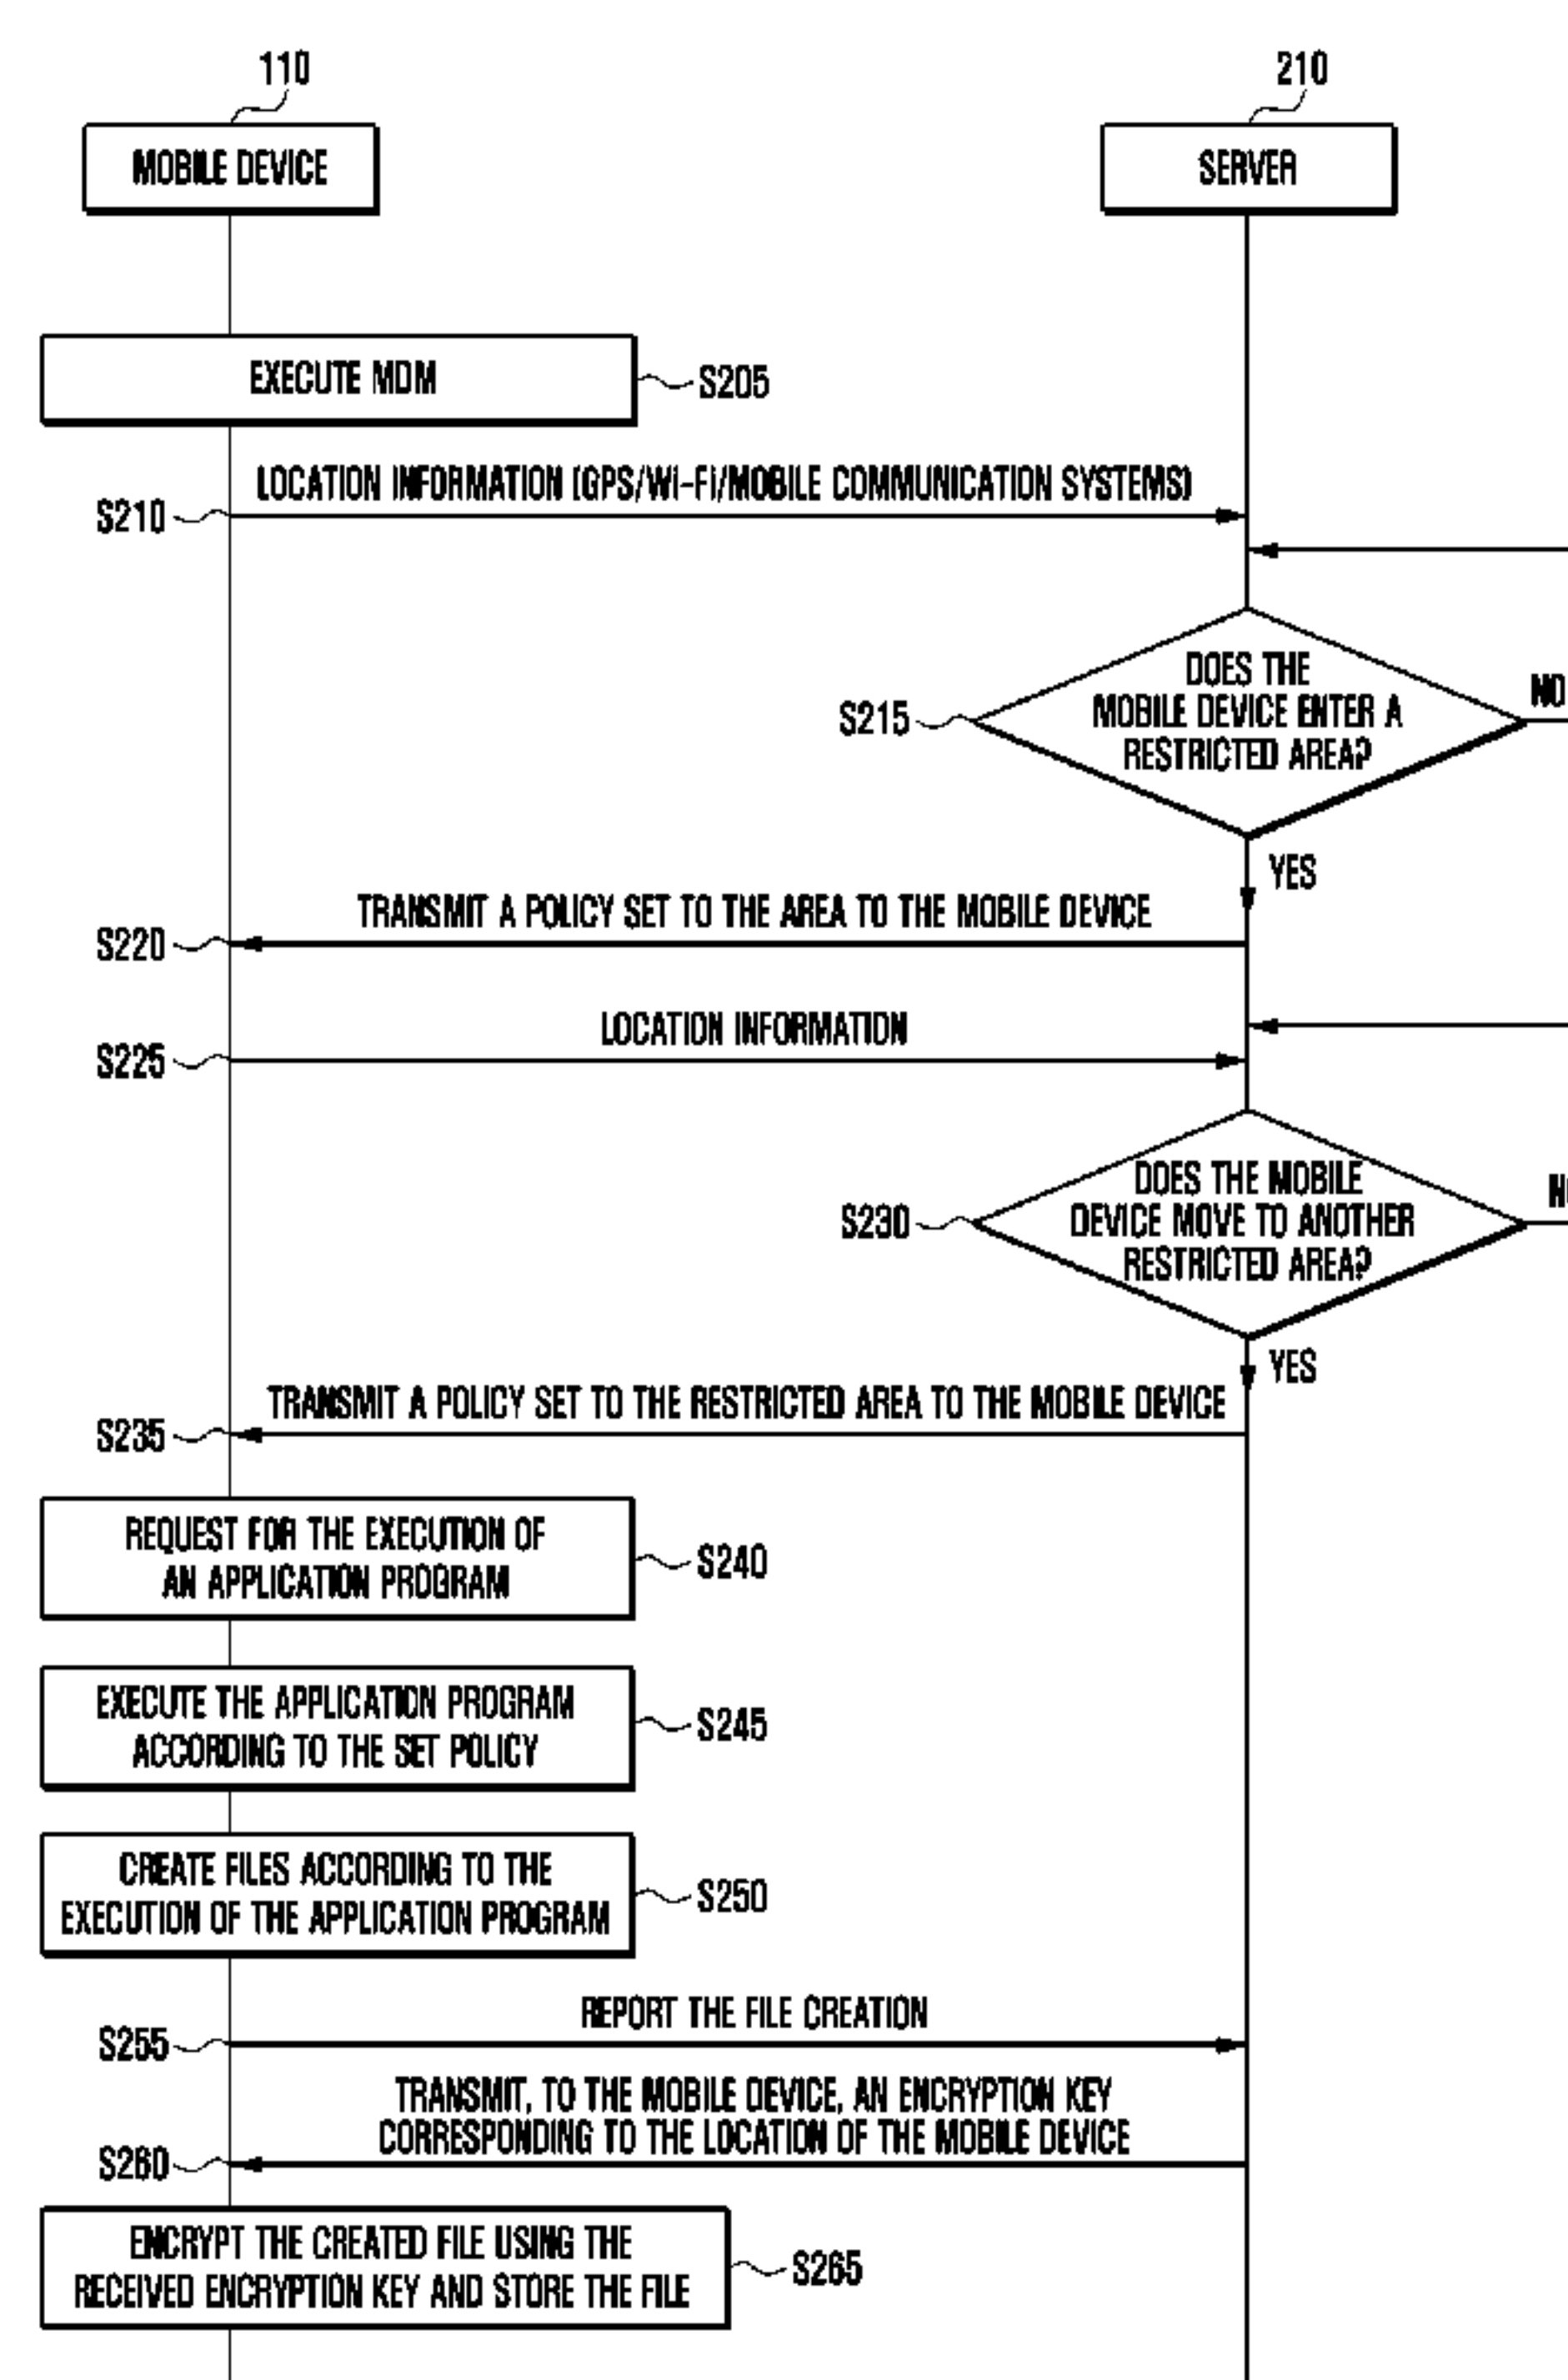 110
210
MOBILE DEVICE
SERVER
EXECUTE MDM
S205
LOCATION INFORMATION (GPS/Wi-Fi/MOBILE COMMUNICATION SYSTEMS)
S210
DOES THE
MOBILE DEVICE ENTER A
RESTRICTED AREA?
S215
NO
YES
TRANSMIT A POLICY SET TO THE AREA TO THE MOBILE DEVICE
S220
LOCATION INFORMATION
S225
DOES THE MOBILE
DEVICE MOVE TO ANOTHER
RESTRICTED AREA?
S230
YES
TRANSMIT A POLICY SET TO THE RESTRICTED AREA TO THE MOBILE DEVICE
S235
REQUEST FOR THE EXECUTION OF
AN APPLICATION PROGRAM
S240
EXECUTE THE APPLICATION PROGRAM
ACCORDING TO THE SET POLICY
S245
CREATE FILES ACCORDING TO THE
EXECUTION OF THE APPLICATION PROGRAM
S250
REPORT THE FILE CREATION
S255
TRANSMIT, TO THE MOBILE DEVICE, AN ENCRYPTION KEY
CORRESPONDING TO THE LOCATION OF THE MOBILE DEVICE
S260
ENCRYPT THE CREATED FILE USING THE
RECEIVED ENCRYPTION KEY AND STORE THE FILE
S265